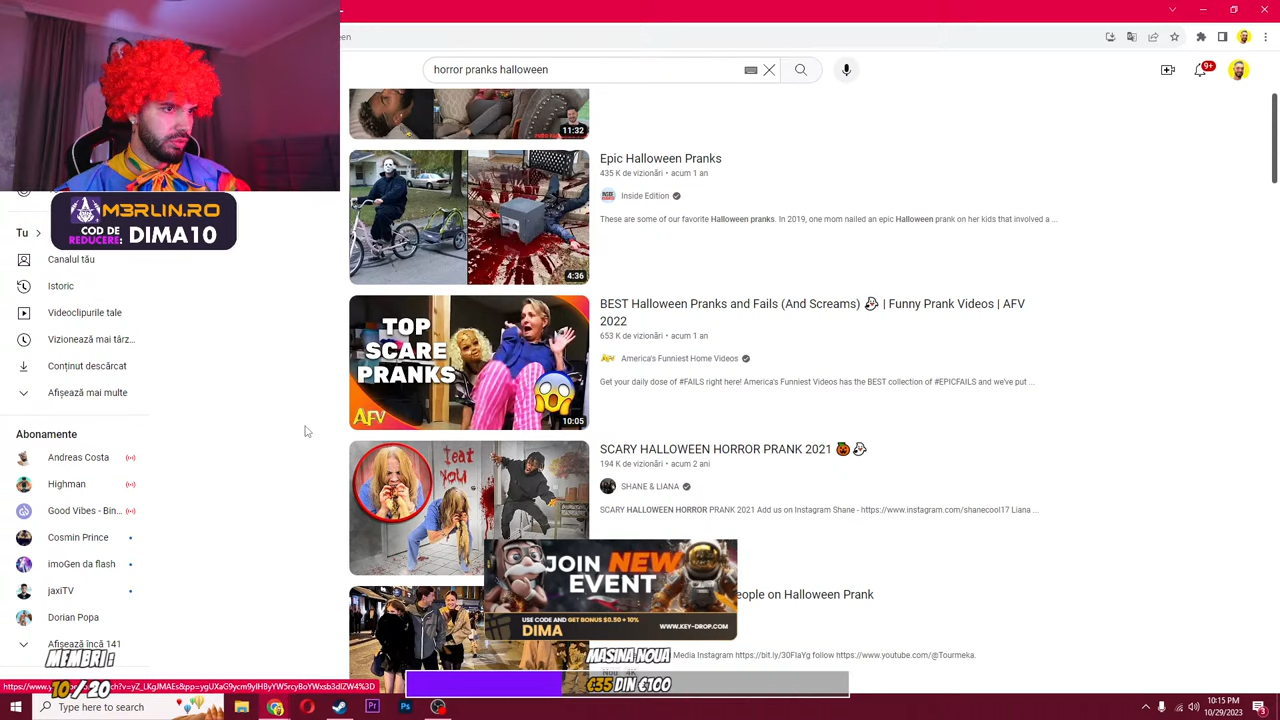 een
horror pranks halloween
9+
11:32
Epic Halloween Pranks
435 K de vizionări • acum 1 an
Inside Edition
These are some of our favorite Halloween pranks. In 2019, one mom nailed an epic Halloween prank on her kids that involved a ...
4:36
M3RLIN.RO
COD DE
REDUCERE: DIMA10
Tu
Canalul tău
Istoric
Videoclipurile tale
Vizionează mai târz...
Conținut descărcat
Afișează mai multe
TOP
SCARE
PRANKS
AFV
10:05
BEST Halloween Pranks and Fails (And Screams) 👻 | Funny Prank Videos | AFV
2022
653 K de vizionări • acum 1 an
America's Funniest Home Videos
Get your daily dose of #FAILS right here! America's Funniest Videos has the BEST collection of #EPICFAILS and we've put ...
Abonamente
Andreas Costa
Highman
Good Vibes - Bin...
Cosmin Prince
imoGen da flash
jaxiTV
Dorian Popa
Afișează încă 141
SCARY HALLOWEEN HORROR PRANK 2021 🎃👻
194 K de vizionări • acum 2 ani
SHANE & LIANA
SCARY HALLOWEEN HORROR PRANK 2021 Add us on Instagram Shane - https://www.instagram.com/shanecool17 Liana ...
JOIN NEW
EVENT
USE CODE AND GET BONUS $0.50 + 10%
DIMA
WWW.KEY-DROP.COM
eople on Halloween Prank
Media Instagram https://bit.ly/30FlaYg follow https://www.youtube.com/@Tourmeka.
MEMBRI:
10/20
MASINA NOUA
€35 DIN €100
Nou
4K
Type here to search
10:15 PM
10/29/2023
3